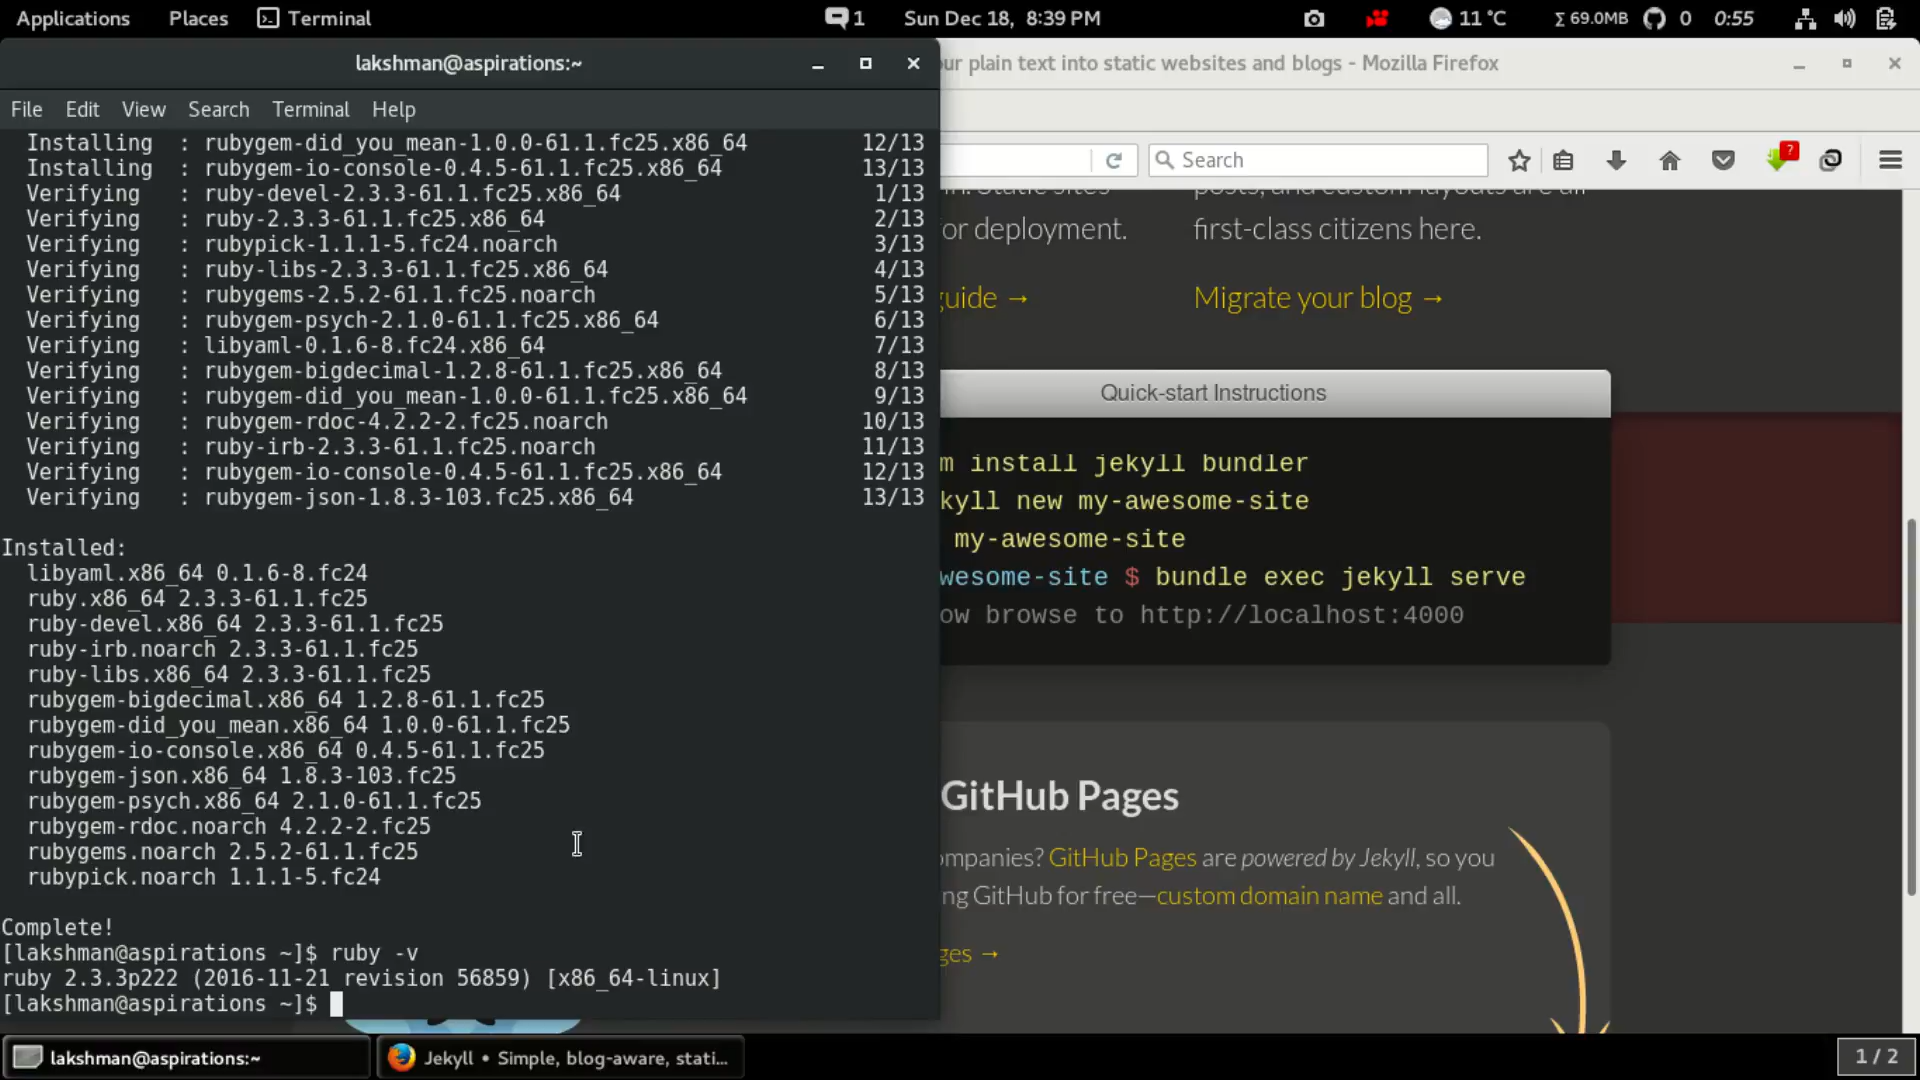 Applications Places Terminal 1 Sun Dec 18, 8:39 PM 11 °C Σ 69.0MB 0 0:55
lakshman@aspirations:~
File Edit View Search Terminal Help
Installing : rubygem-did_you_mean-1.0.0-61.1.fc25.x86_64 12/13
Installing : rubygem-io-console-0.4.5-61.1.fc25.x86_64 13/13
Verifying : ruby-devel-2.3.3-61.1.fc25.x86_64 1/13
Verifying : ruby-2.3.3-61.1.fc25.x86_64 2/13
Verifying : rubypick-1.1.1-5.fc24.noarch 3/13
Verifying : ruby-libs-2.3.3-61.1.fc25.x86_64 4/13
Verifying : rubygems-2.5.2-61.1.fc25.noarch 5/13
Verifying : rubygem-psych-2.1.0-61.1.fc25.x86_64 6/13
Verifying : libyaml-0.1.6-8.fc24.x86_64 7/13
Verifying : rubygem-bigdecimal-1.2.8-61.1.fc25.x86_64 8/13
Verifying : rubygem-did_you_mean-1.0.0-61.1.fc25.x86_64 9/13
Verifying : rubygem-rdoc-4.2.2-2.fc25.noarch 10/13
Verifying : ruby-irb-2.3.3-61.1.fc25.noarch 11/13
Verifying : rubygem-io-console-0.4.5-61.1.fc25.x86_64 12/13
Verifying : rubygem-json-1.8.3-103.fc25.x86_64 13/13
Installed:
libyaml.x86_64 0.1.6-8.fc24
ruby.x86_64 2.3.3-61.1.fc25
ruby-devel.x86_64 2.3.3-61.1.fc25
ruby-irb.noarch 2.3.3-61.1.fc25
ruby-libs.x86_64 2.3.3-61.1.fc25
rubygem-bigdecimal.x86_64 1.2.8-61.1.fc25
rubygem-did_you_mean.x86_64 1.0.0-61.1.fc25
rubygem-io-console.x86_64 0.4.5-61.1.fc25
rubygem-json.x86_64 1.8.3-103.fc25
rubygem-psych.x86_64 2.1.0-61.1.fc25
rubygem-rdoc.noarch 4.2.2-2.fc25
rubygems.noarch 2.5.2-61.1.fc25
rubypick.noarch 1.1.1-5.fc24
Complete!
[lakshman@aspirations ~]$ ruby -v
ruby 2.3.3p222 (2016-11-21 revision 56859) [x86_64-linux]
[lakshman@aspirations ~]$
our plain text into static websites and blogs - Mozilla Firefox
Search ?
Static sites
or deployment.
guide →
posts, and custom layouts are all
first-class citizens here.
Migrate your blog →
Quick-start Instructions
m install jekyll bundler
kyll new my-awesome-site
my-awesome-site
wesome-site $ bundle exec jekyll serve
ow browse to http://localhost:4000
GitHub Pages
ompanies? GitHub Pages are powered by Jekyll, so you
ng GitHub for free—custom domain name and all.
ges →
lakshman@aspirations:~ Jekyll • Simple, blog-aware, stati... 1 / 2